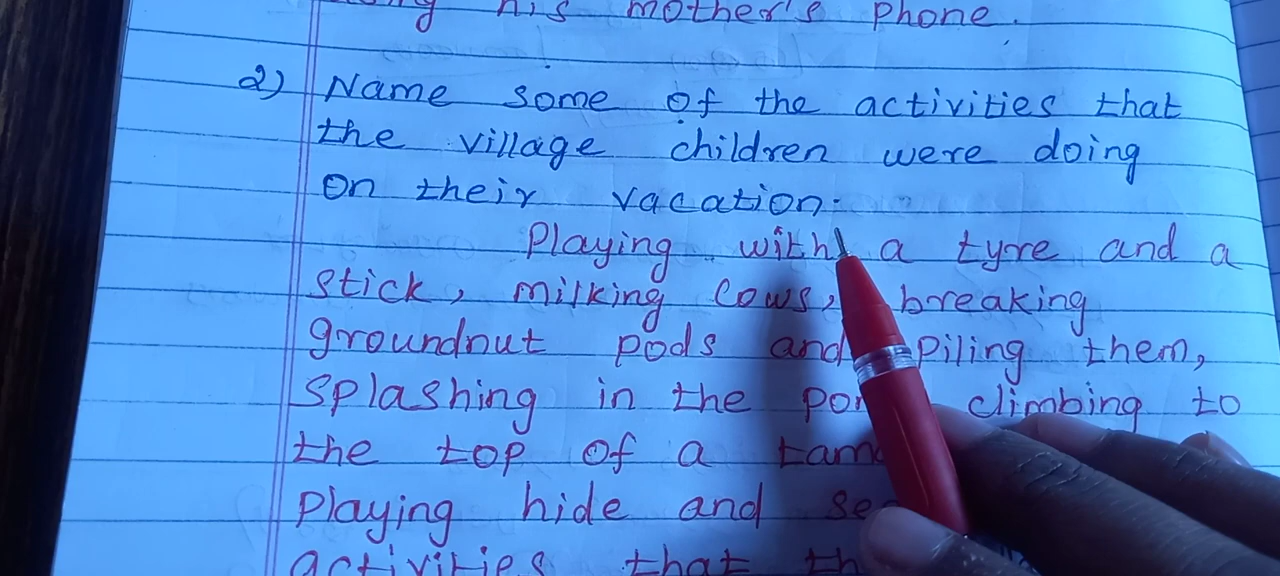 his mother's phone.
2) Name some of the activities that
the village children were doing
on their vacation.
Playing with a tyre and a
stick, milking cows, breaking
groundnut pods and piling them,
splashing in the climbing to
the top of a
playing hide and
activities that